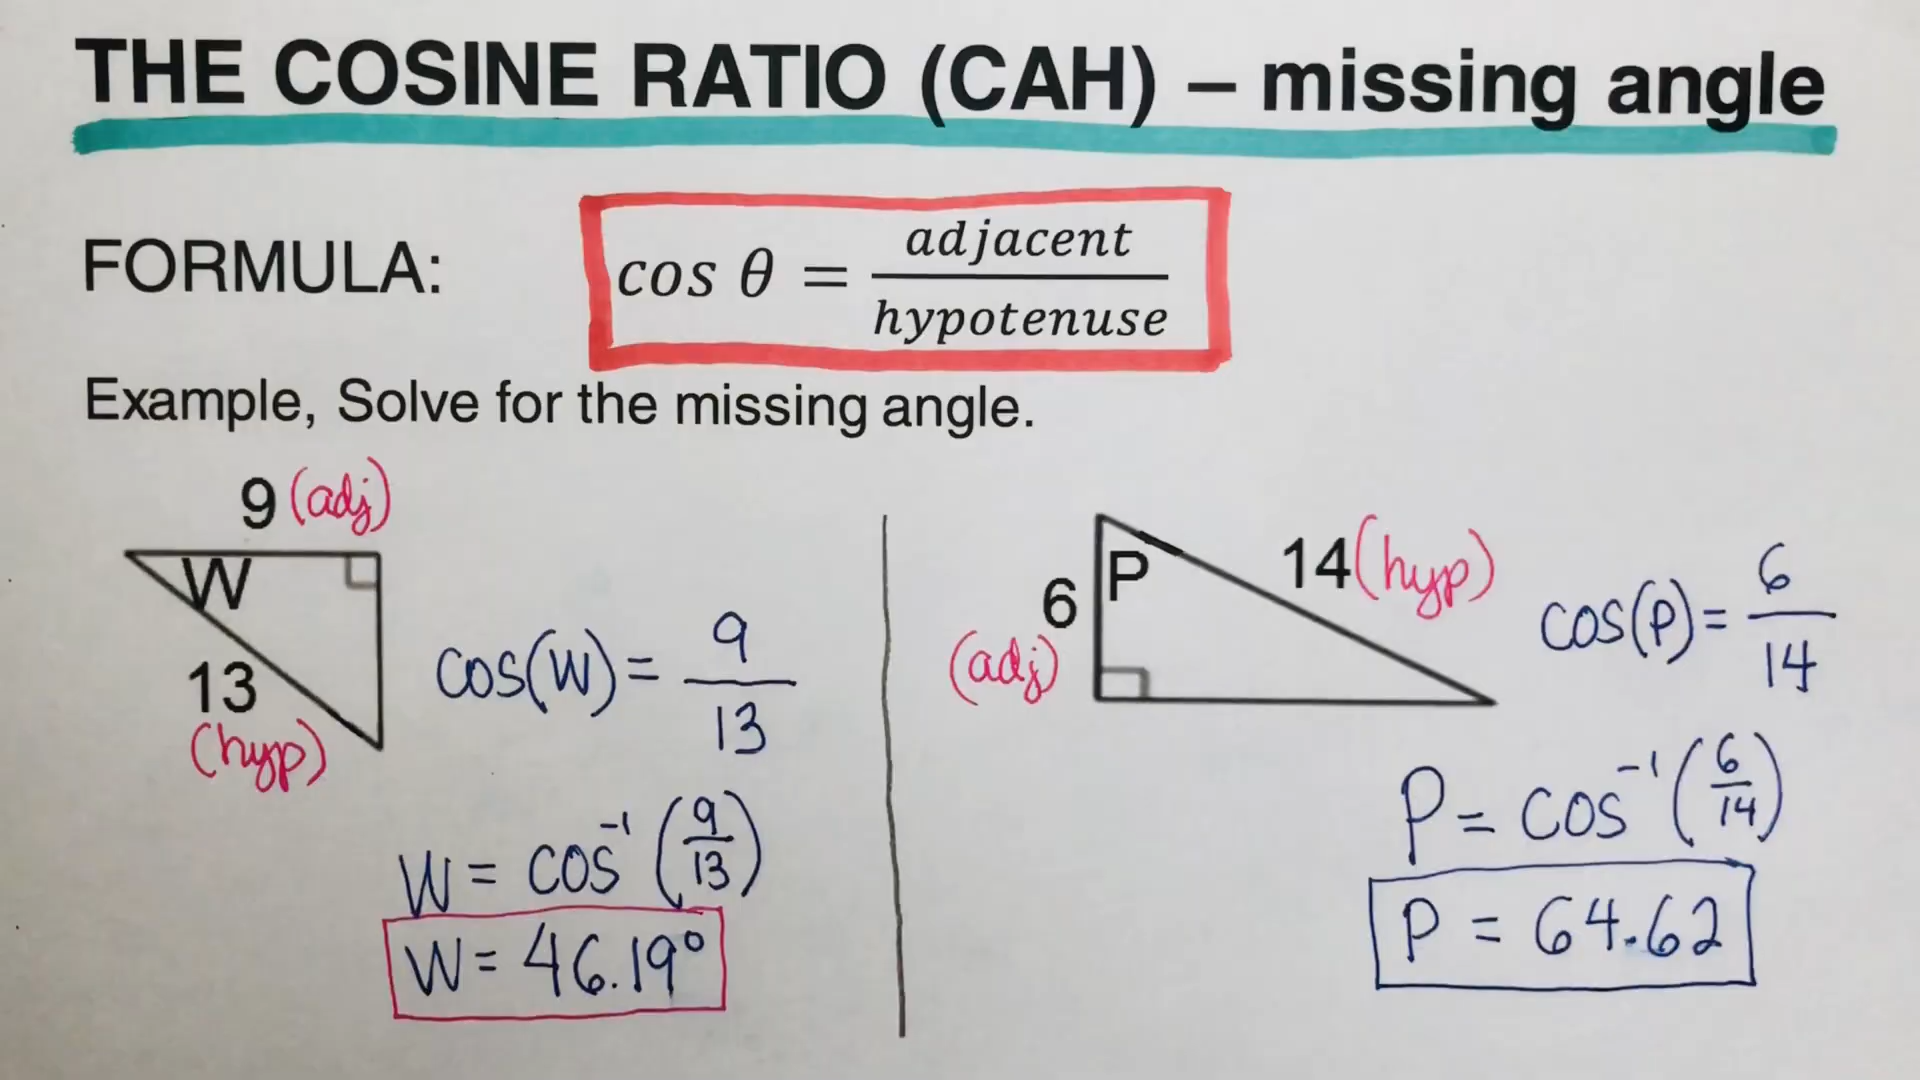 THE COSINE RATIO (CAH) – missing angle
FORMULA:
cos θ = adjacent / hypotenuse
Example, Solve for the missing angle.
9 (adj)
W
13
(hyp)
cos(W) = 9 / 13
W = cos⁻¹ (9/13)
W = 46.19°
P
14 (hyp)
6
(adj)
cos(P) = 6 / 14
P = cos⁻¹ (6/14)
P = 64.62